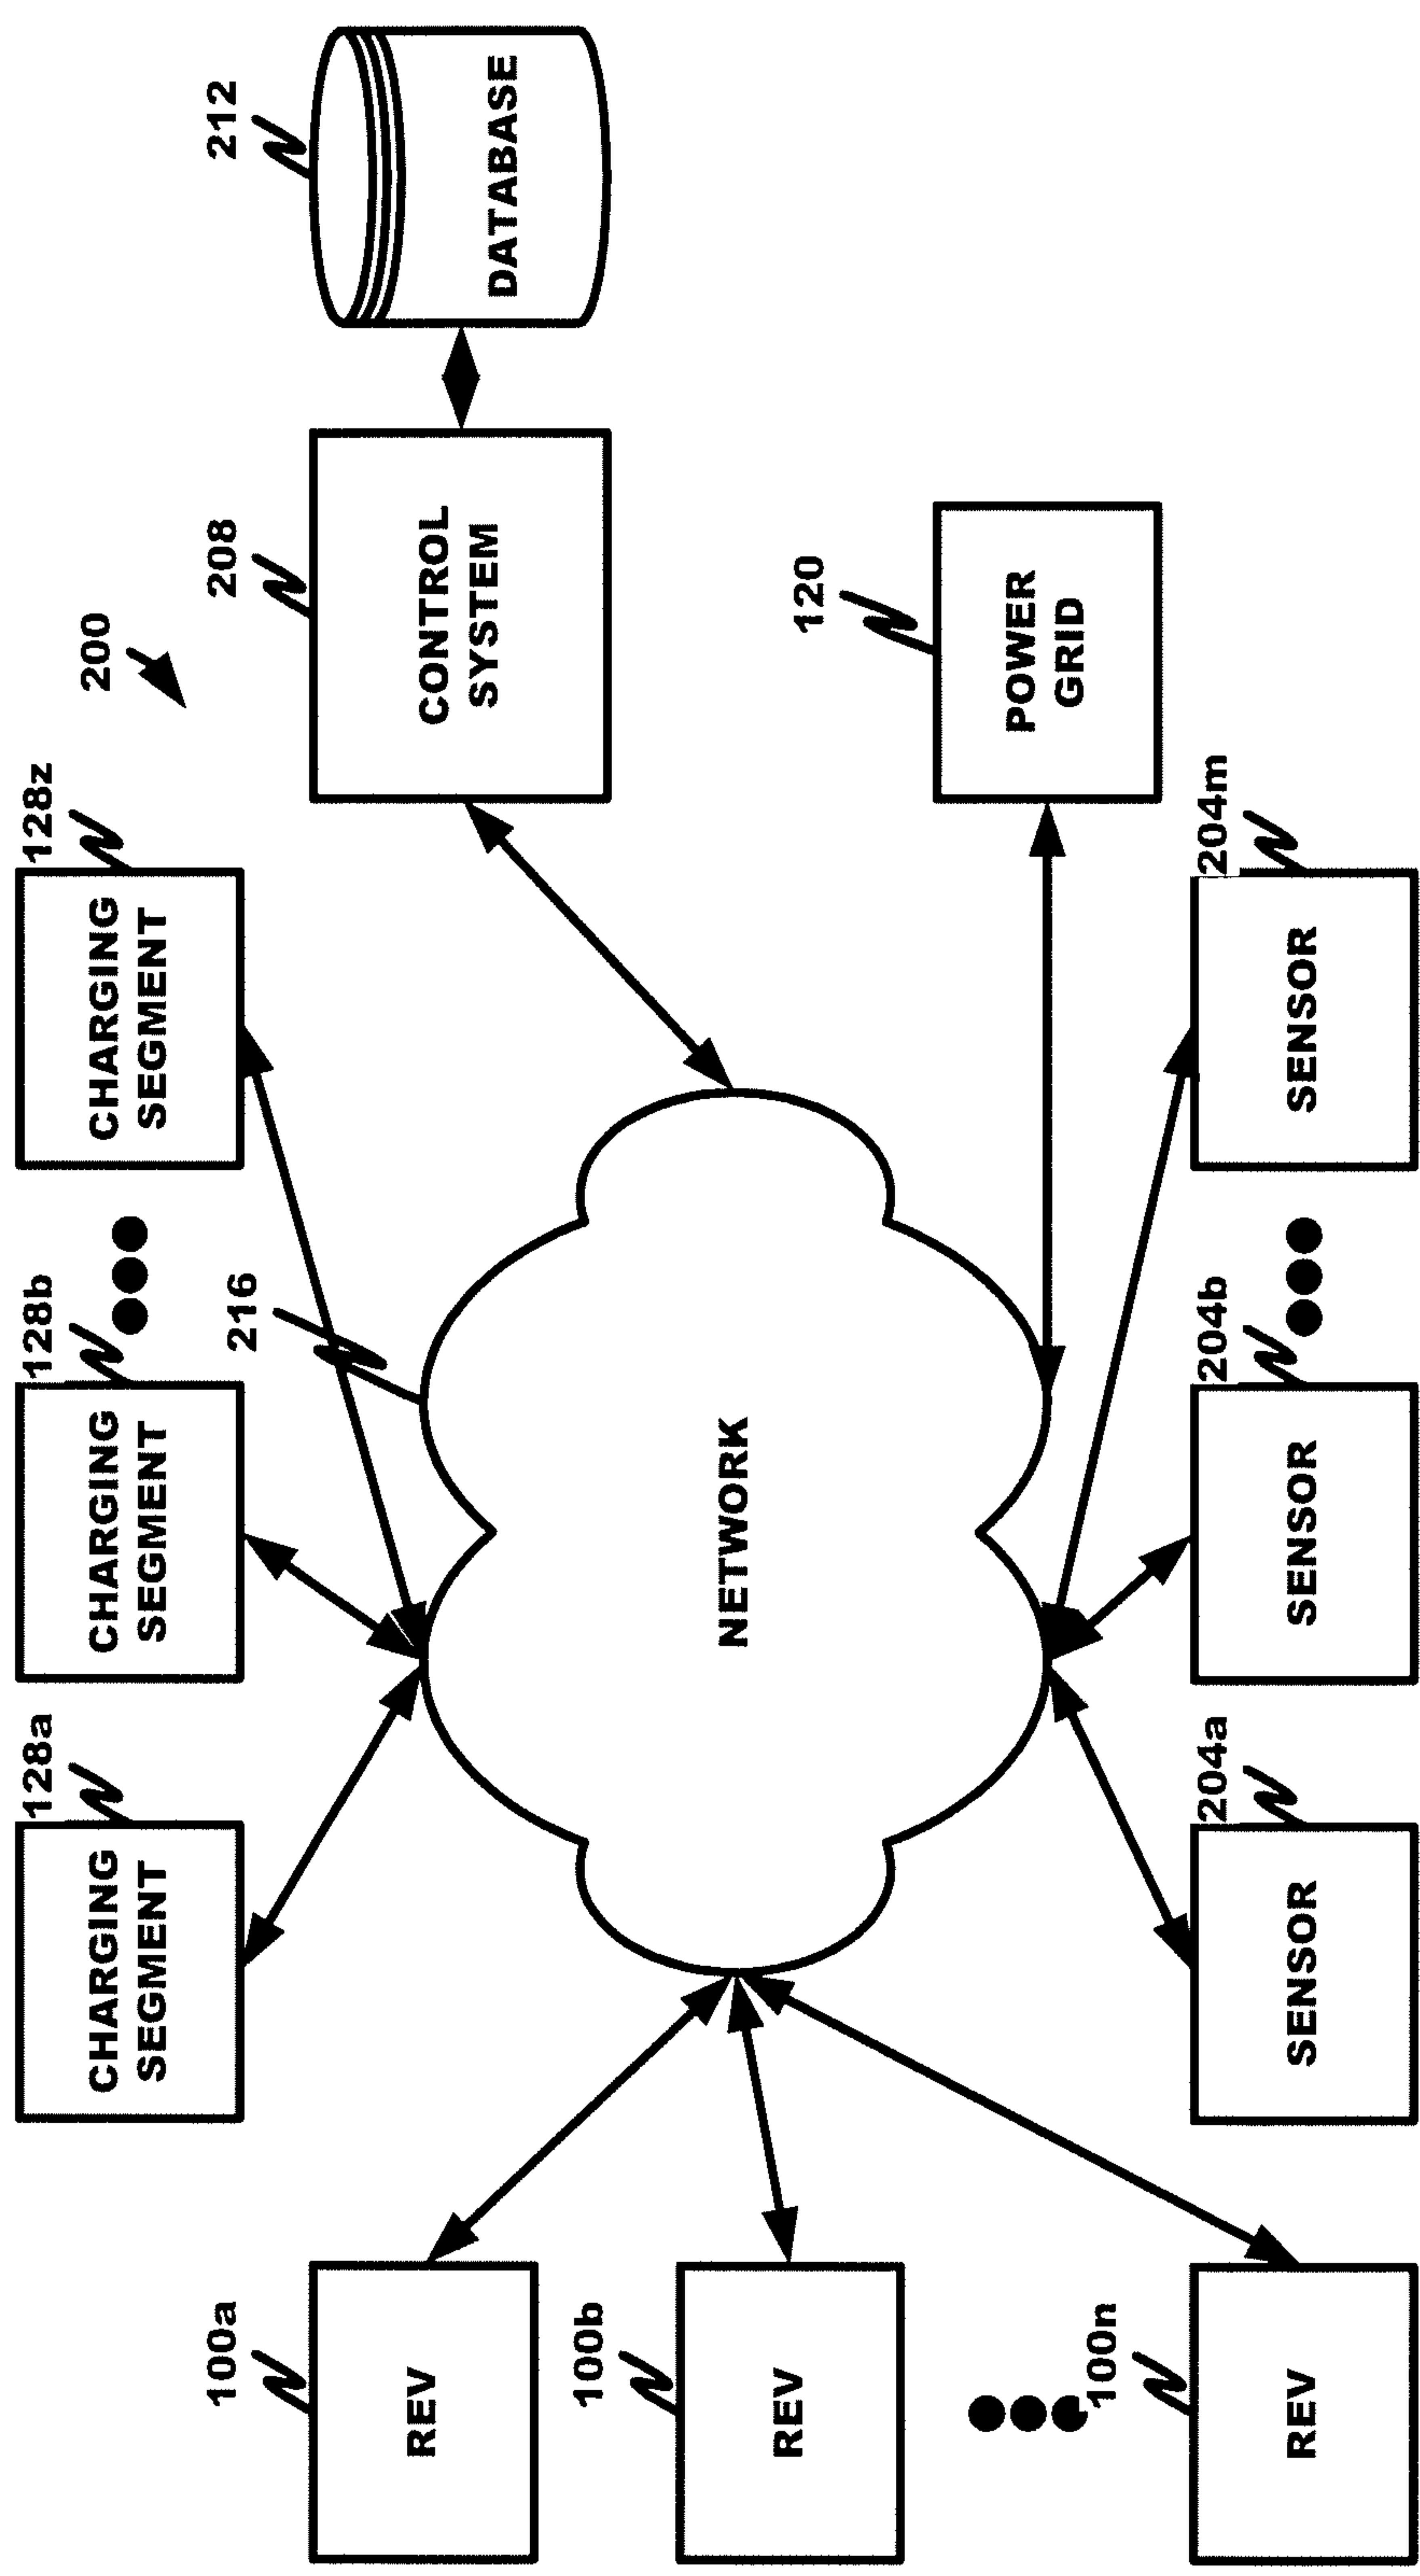 128a
CHARGING
SEGMENT
128b
CHARGING
SEGMENT
128z
CHARGING
SEGMENT
200
216
NETWORK
208
CONTROL
SYSTEM
212
DATABASE
100a
REV
100b
REV
100n
REV
120
POWER
GRID
204a
SENSOR
204b
SENSOR
204m
SENSOR